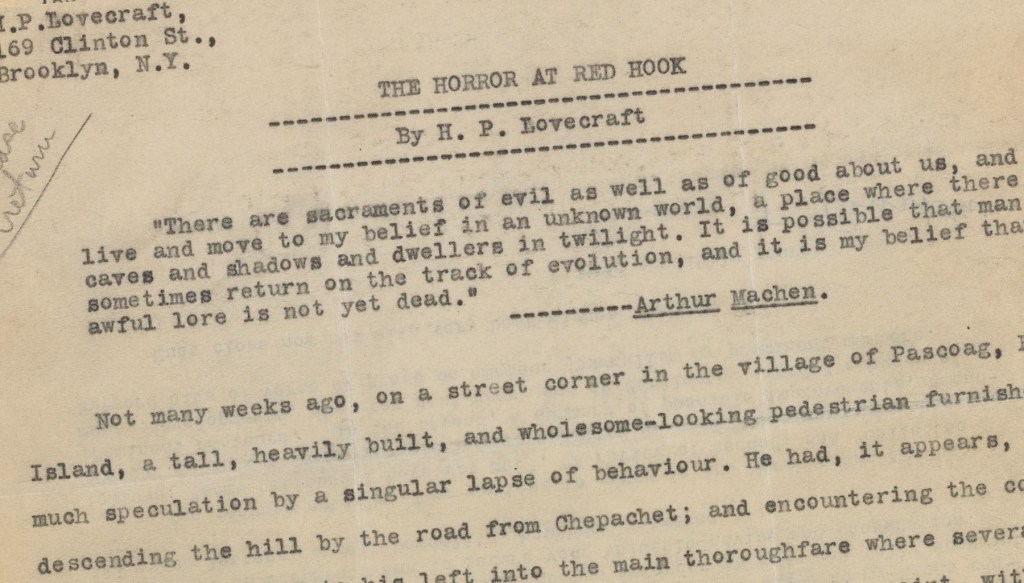 H.P.Lovecraft,
169 Clinton St.,
Brooklyn, N.Y.
return
THE HORROR AT RED HOOK
By H. P. Lovecraft
"There are sacraments of evil as well as of good about us, and
live and move to my belief in an unknown world, a place where there
caves and shadows and dwellers in twilight. It is possible that man
sometimes return on the track of evolution, and it is my belief tha
awful lore is not yet dead."
---------Arthur Machen.
Not many weeks ago, on a street corner in the village of Pascoag,
Island, a tall, heavily built, and wholesome-looking pedestrian furnish
much speculation by a singular lapse of behaviour. He had, it appears,
descending the hill by the road from Chepachet; and encountering the co
his left into the main thoroughfare where severa